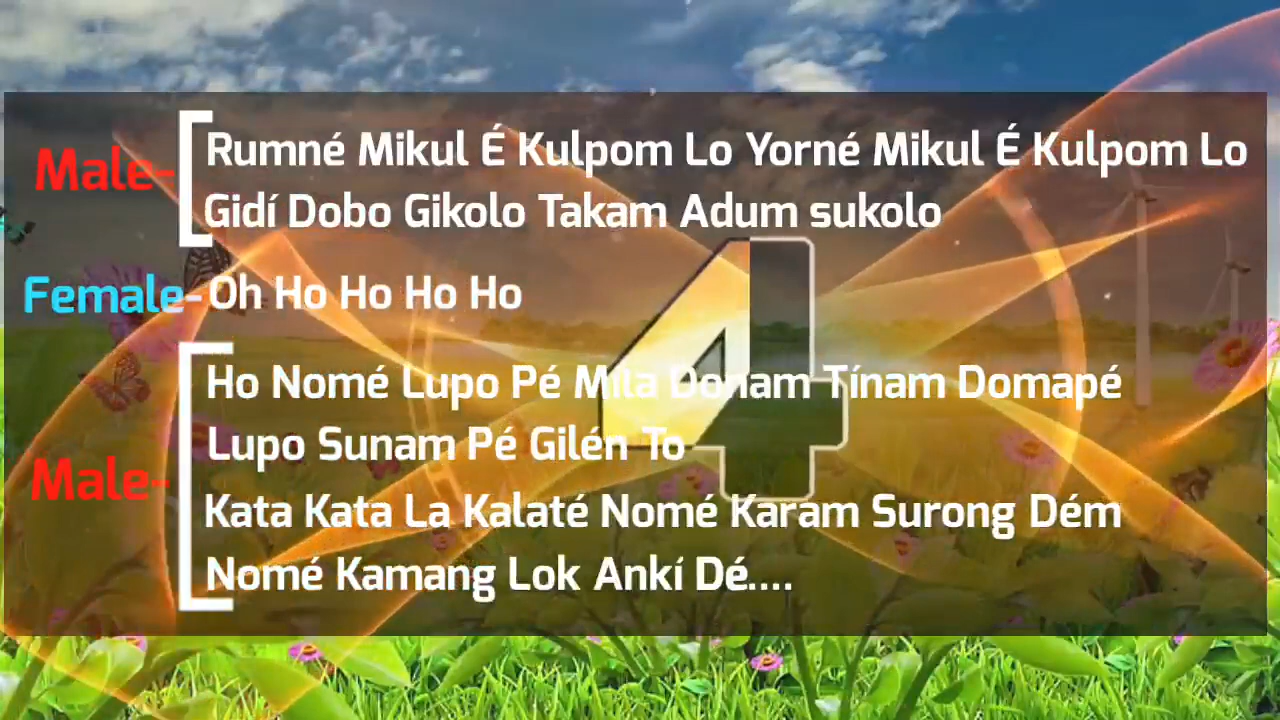 Male-
Rumné Mikul É Kulpom Lo Yorné Mikul É Kulpom Lo
Gidí Dobo Gikolo Takam Adum sukolo
Female-
Oh Ho Ho Ho Ho
Male-
Ho Nomé Lupo Pé Mila Donam Tínam Domapé
Lupo Sunam Pé Gilén To
Kata Kata La Kalaté Nomé Karam Surong Dém
Nomé Kamang Lok Ankí Dé....
4